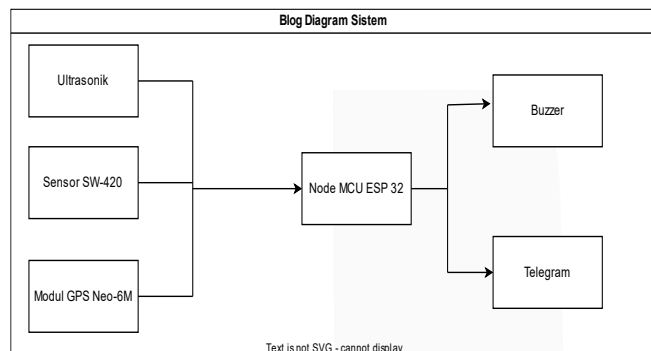 Blog Diagram Sistem
Ultrasonik
Buzzer
Sensor SW-420
Node MCU ESP 32
Modul GPS Neo-6M
Telegram
Text is not SVG - cannot display